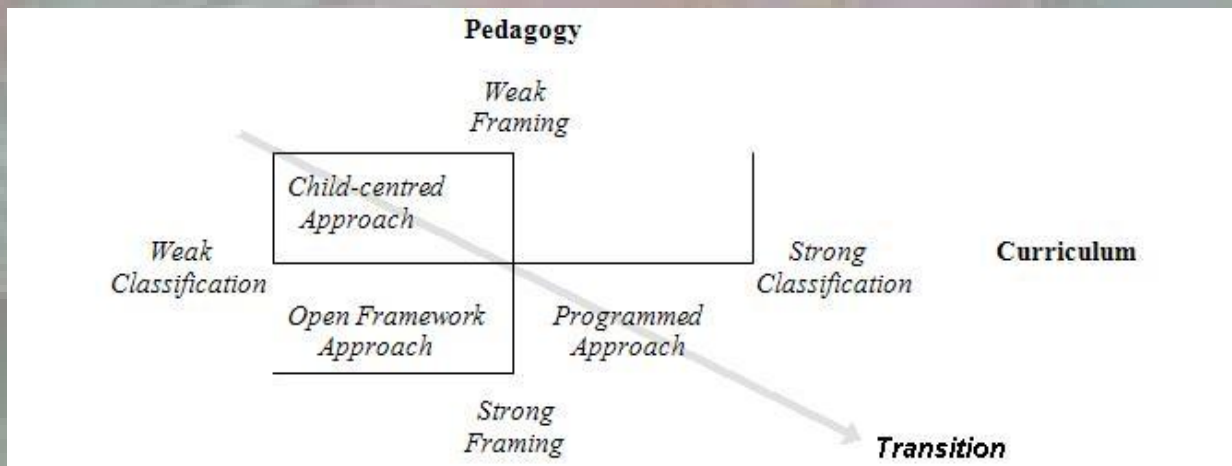 Pedagogy
Weak
Framing
Child-centred
Approach
Weak
Classification
Strong
Classification
Curriculum
Open Framework
Approach
Programmed
Approach
Strong
Framing
Transition